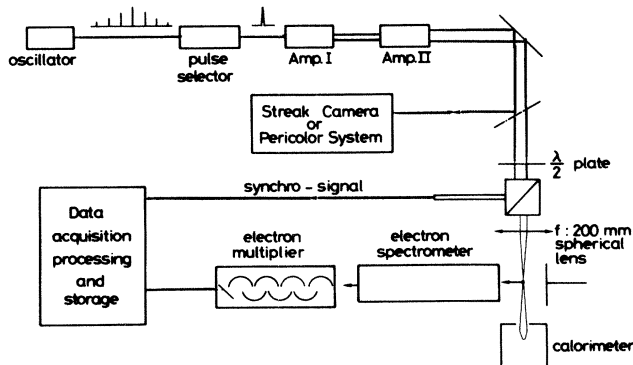 oscillator
pulse
selector
Amp. I
Amp. II
Streak Camera
or
Pericolor System
λ/2 plate
synchro - signal
Data
acquisition
processing
and
storage
electron
multiplier
electron
spectrometer
f : 200 mm
spherical
lens
calorimeter